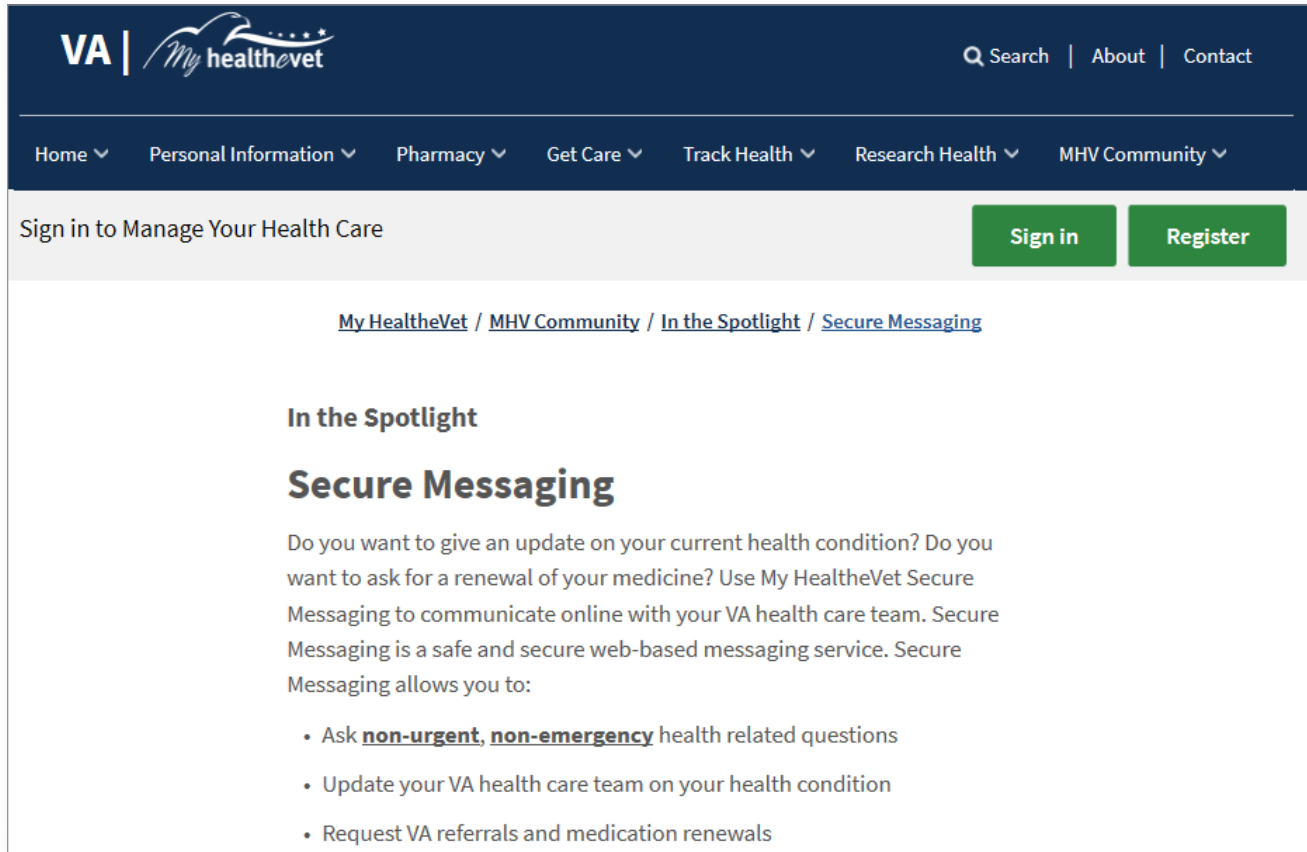 VA | My healthevet
Search | About | Contact
Home Personal Information Pharmacy Get Care Track Health Research Health MHV Community
Sign in to Manage Your Health Care
Sign in Register
My HealtheVet / MHV Community / In the Spotlight / Secure Messaging
In the Spotlight
Secure Messaging
Do you want to give an update on your current health condition? Do you
want to ask for a renewal of your medicine? Use My HealtheVet Secure
Messaging to communicate online with your VA health care team. Secure
Messaging is a safe and secure web-based messaging service. Secure
Messaging allows you to:
• Ask non-urgent, non-emergency health related questions
• Update your VA health care team on your health condition
• Request VA referrals and medication renewals